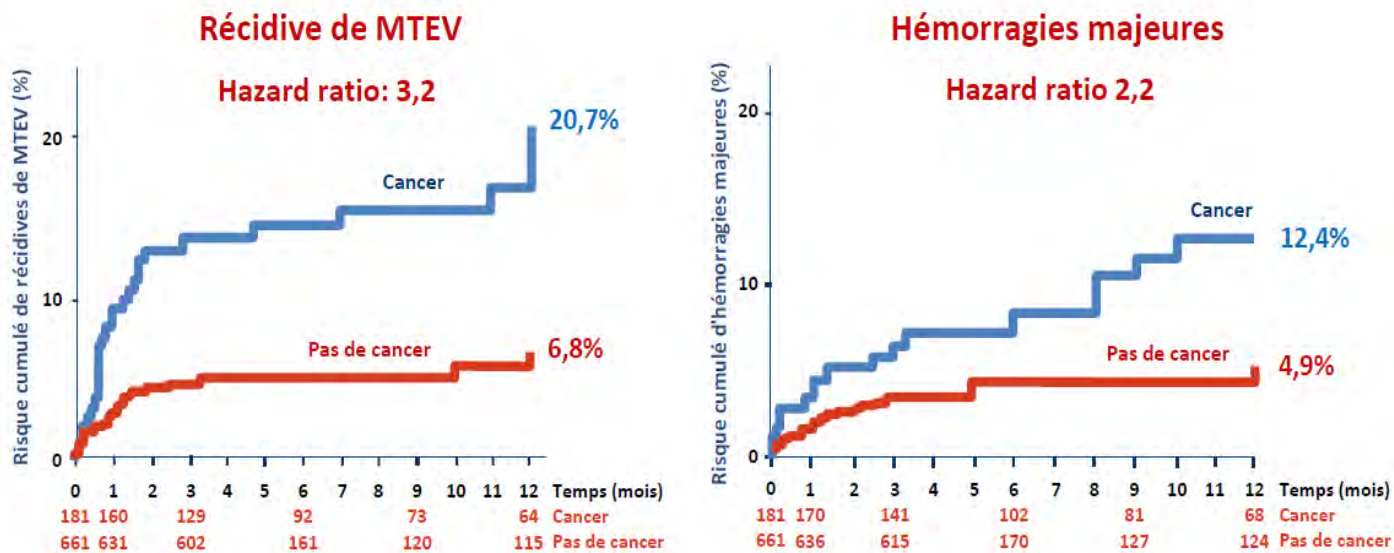 Récidive de MTEV
Hazard ratio: 3,2
Risque cumulé de récidives de MTEV (%)
20
10
0
20,7%
Cancer
Pas de cancer
6,8%
0 1 2 3 4 5 6 7 8 9 10 11 12 Temps (mois)
181 160 129 92 73 64 Cancer
661 631 602 161 120 115 Pas de cancer
Hémorragies majeures
Hazard ratio 2,2
Risque cumulé d'hémorragies majeures (%)
20
10
0
Cancer
12,4%
Pas de cancer
4,9%
0 1 2 3 4 5 6 7 8 9 10 11 12 Temps (mois)
181 170 141 102 81 68 Cancer
661 636 615 170 127 124 Pas de cancer